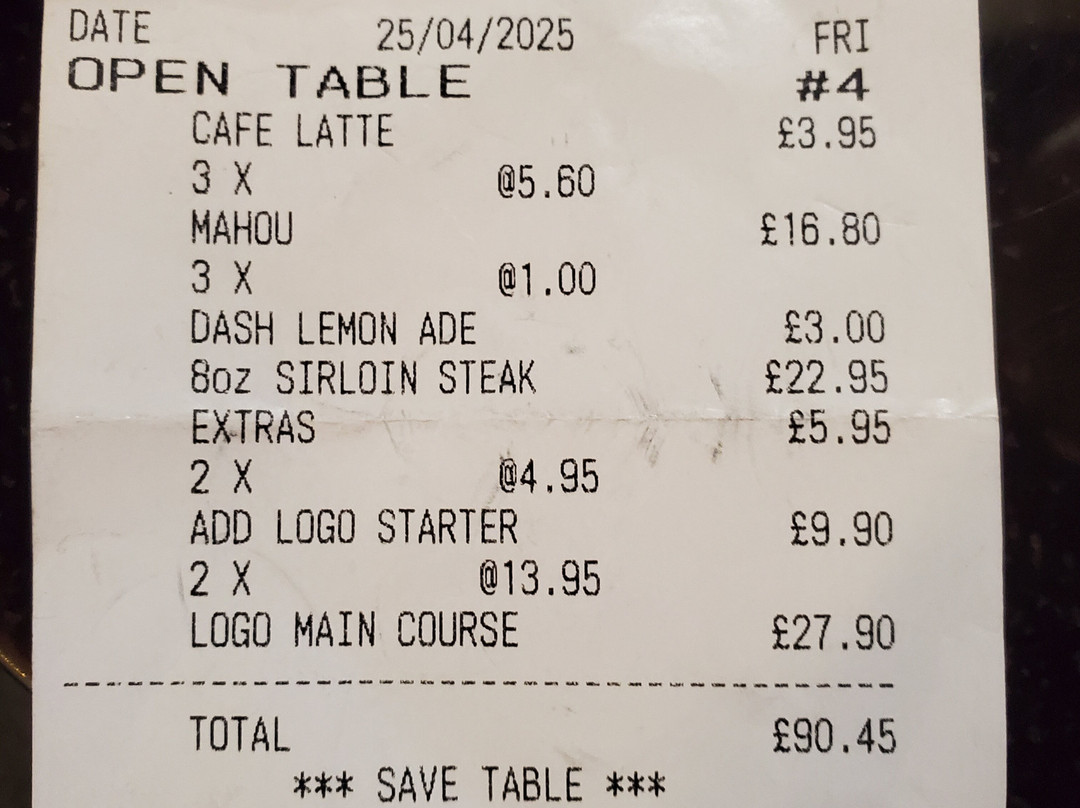 DATE 25/04/2025 FRI
OPEN TABLE #4
CAFE LATTE £3.95
3 X @5.60
MAHOU £16.80
3 X @1.00
DASH LEMON ADE £3.00
8oz SIRLOIN STEAK £22.95
EXTRAS £5.95
2 X @4.95
ADD LOGO STARTER £9.90
2 X @13.95
LOGO MAIN COURSE £27.90
TOTAL £90.45
*** SAVE TABLE ***